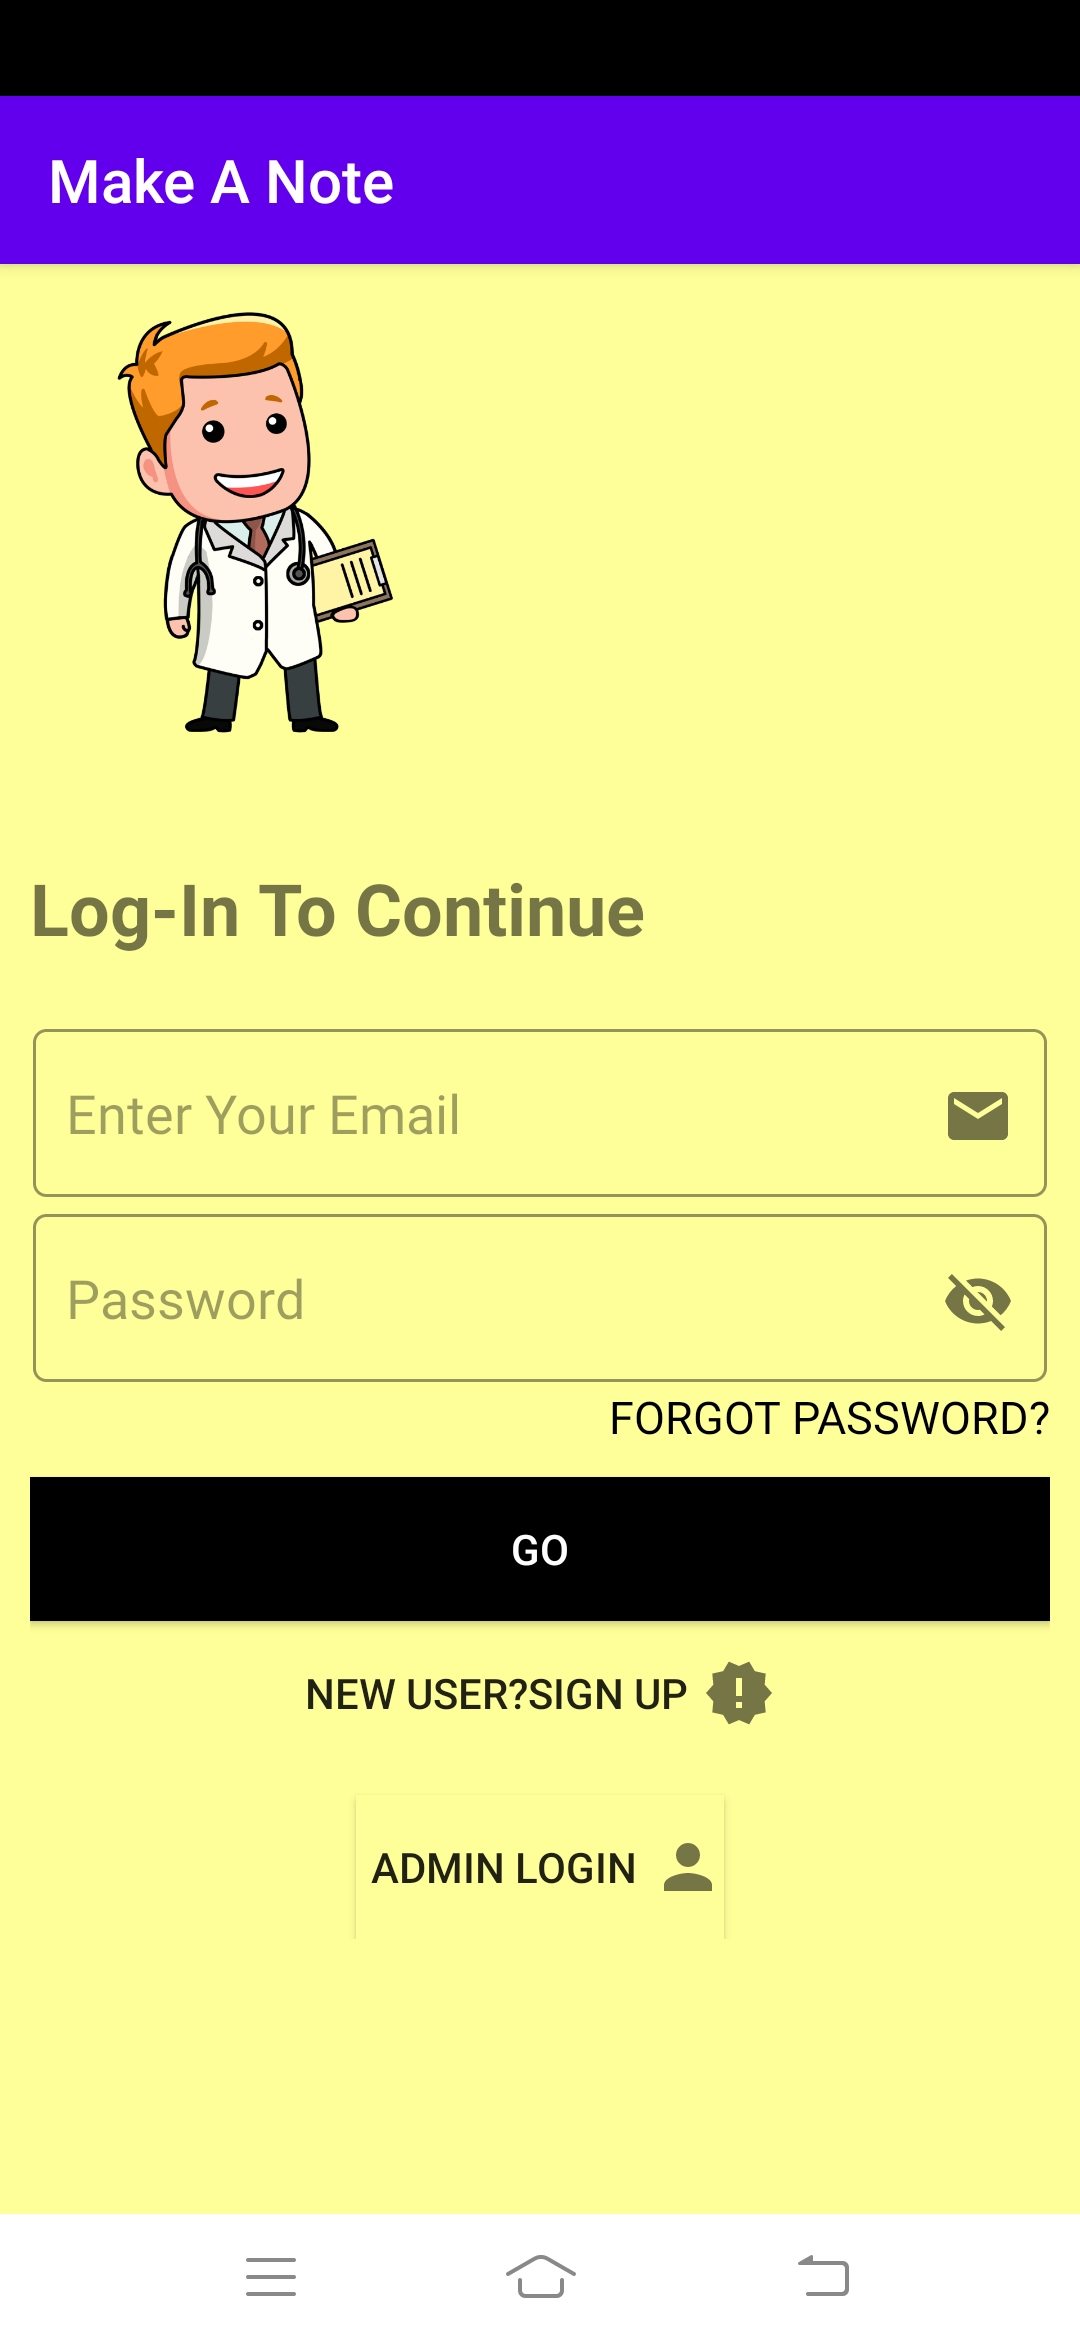 Make A Note
Log-In To Continue
Enter Your Email
Password
FORGOT PASSWORD?
GO
NEW USER?SIGN UP
ADMIN LOGIN